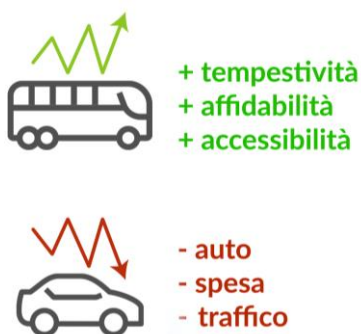 + tempestività
+ affidabilità
+ accessibilità
- auto
- spesa
- traffico